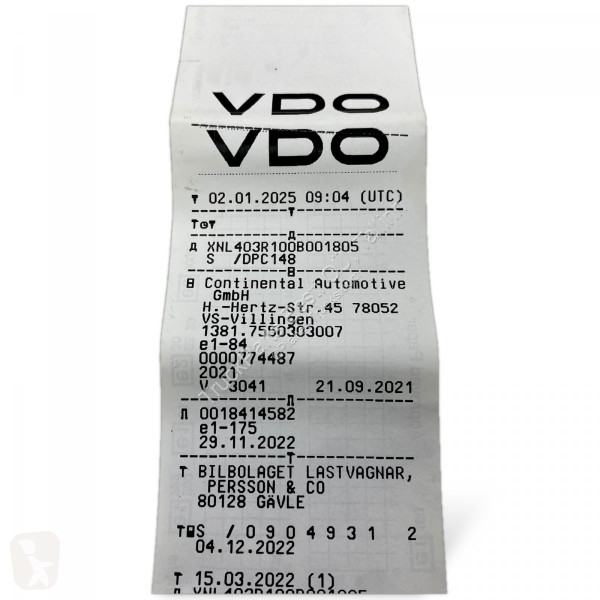 VDO
VDO
T 02.01.2025 09:04 (UTC)
XNL403R100B001805
S /DPC148
B Continental Automotive
GmbH
H.-Hertz-Str.45 78052
VS-Villingen
1381.7550303007
e1-84
0000774487
2021
V 3041 21.09.2021
Л 0018414582
e1-175
29.11.2022
T BILBOLAGET LASTVAGNAR,
PERSSON & CO
80128 GÄVLE
T S /0904931 2
04.12.2022
T 15.03.2022 (1)
XNL403R100B001805